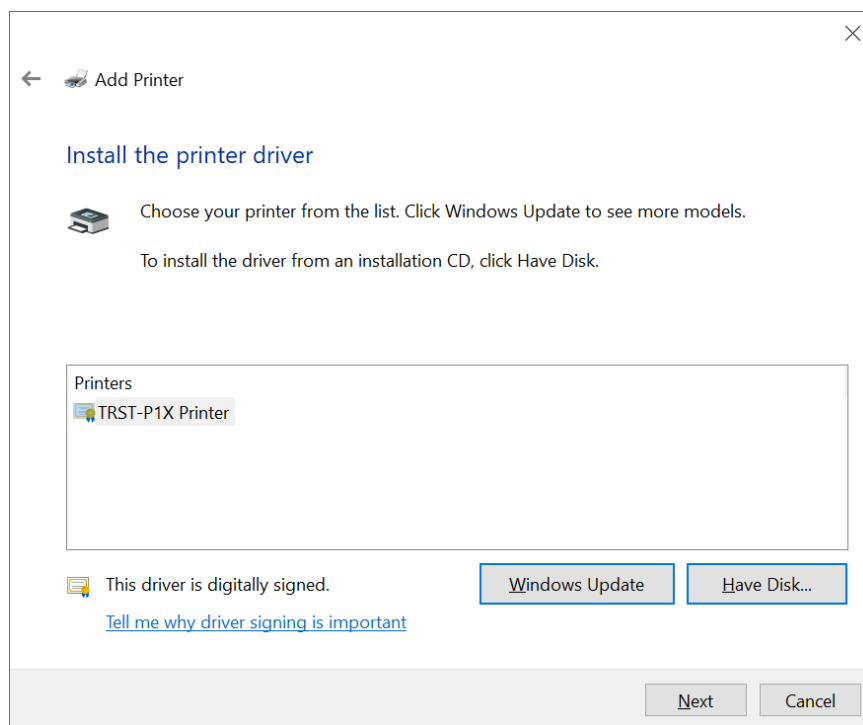 Add Printer
Install the printer driver
Choose your printer from the list. Click Windows Update to see more models.
To install the driver from an installation CD, click Have Disk.
Printers
TRST-P1X Printer
This driver is digitally signed.
Windows Update
Have Disk...
Tell me why driver signing is important
Next
Cancel